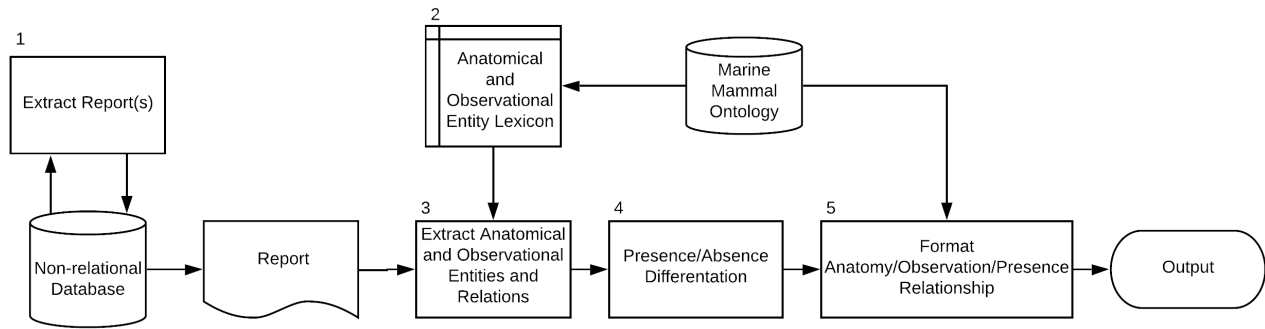 1
Extract Report(s)
Non-relational
Database
Report
2
Anatomical
and
Observational
Entity Lexicon
Marine
Mammal
Ontology
3
Extract Anatomical
and Observational
Entities and
Relations
4
Presence/Absence
Differentation
5
Format
Anatomy/Observation/Presence
Relationship
Output